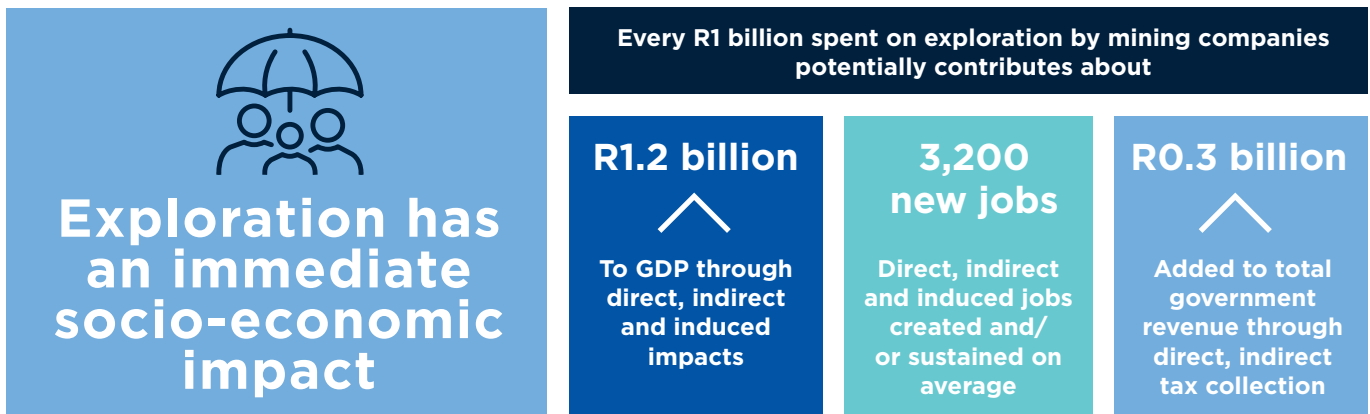 Exploration has
an immediate
socio-economic
impact
Every R1 billion spent on exploration by mining companies
potentially contributes about
R1.2 billion
To GDP through
direct, indirect
and induced
impacts
3,200
new jobs
Direct, indirect
and induced jobs
created and/
or sustained on
average
R0.3 billion
Added to total
government
revenue through
direct, indirect
tax collection